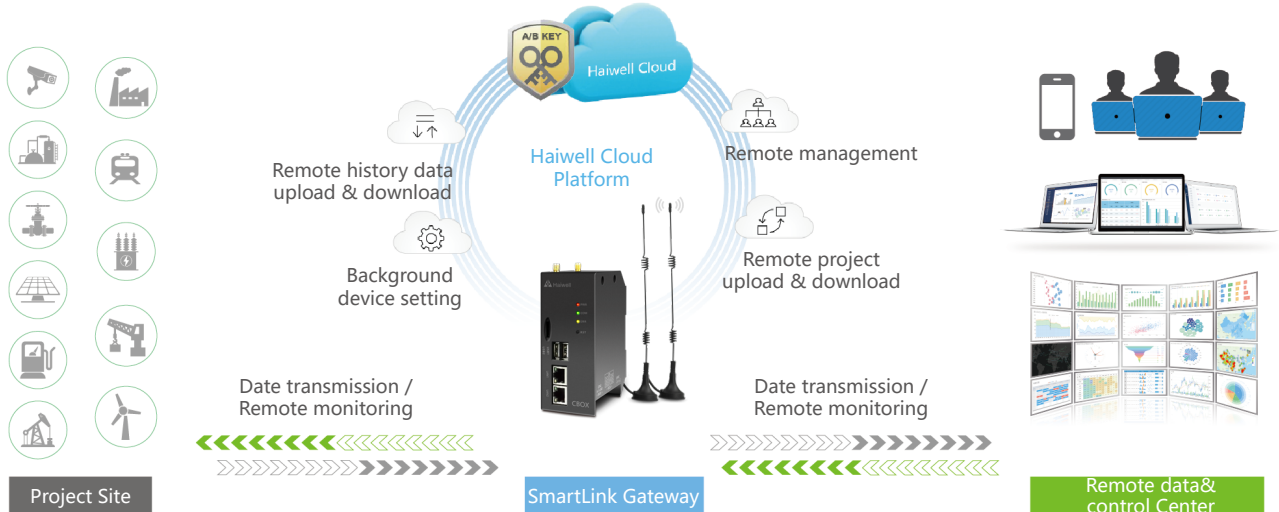 A/B KEY
Haiwell Cloud
Haiwell Cloud
Platform
Remote history data
upload & download
Background
device setting
Remote management
Remote project
upload & download
Haiwell
CBOX
Date transmission /
Remote monitoring
Date transmission /
Remote monitoring
Project Site
SmartLink Gateway
Remote data&
control Center